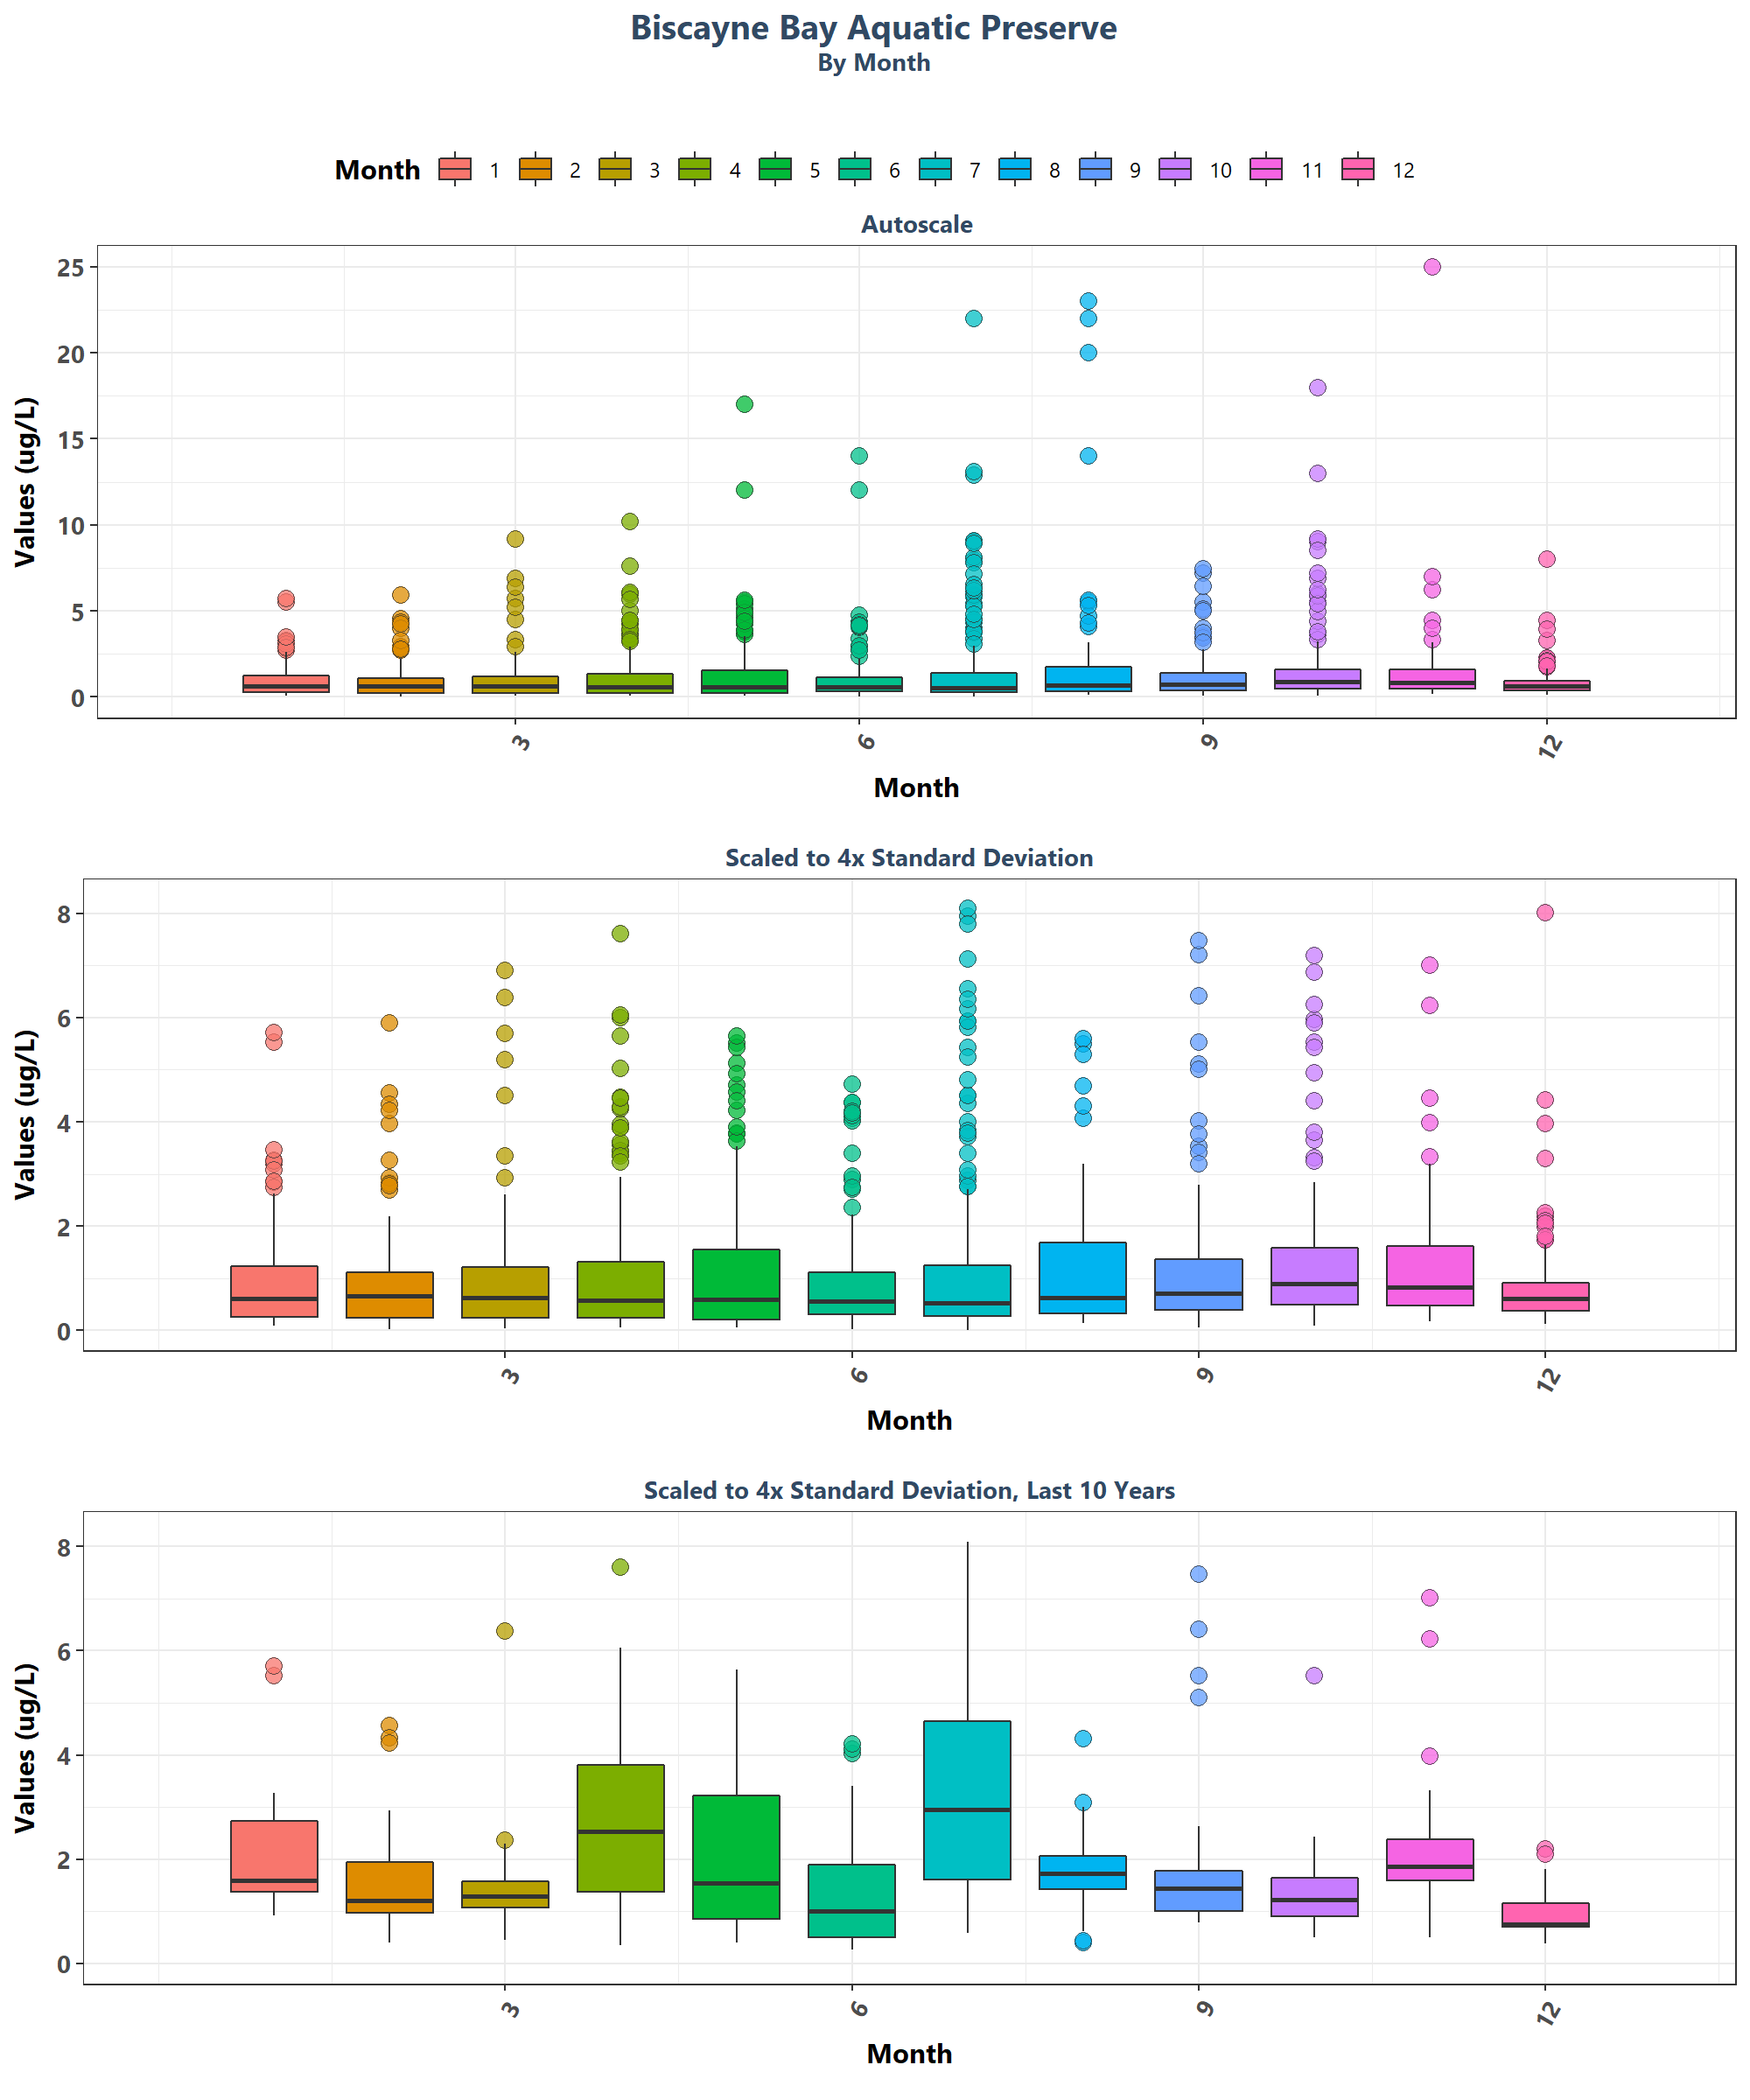 Biscayne Bay Aquatic Preserve
By Month
Month 1 2 3 4 5 6 7 8 9 10 11 12
Autoscale
Values (ug/L)
25
20
15
10
5
0
3 6 9 12
Month
Scaled to 4x Standard Deviation
Values (ug/L)
8
6
4
2
0
3 6 9 12
Month
Scaled to 4x Standard Deviation, Last 10 Years
Values (ug/L)
8
6
4
2
0
3 6 9 12
Month